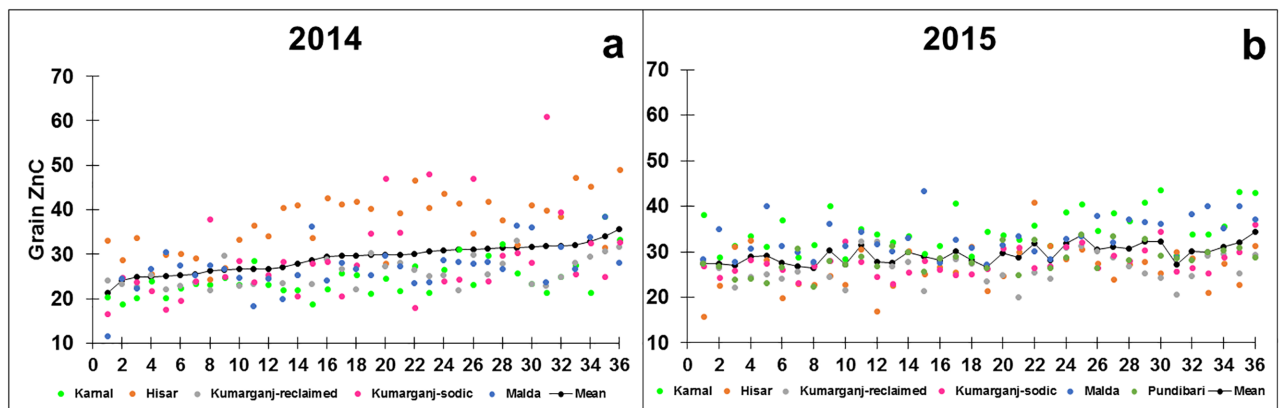 2014
a
Grain ZnC
70
60
50
40
30
20
10
0 2 4 6 8 10 12 14 16 18 20 22 24 26 28 30 32 34 36
Karnal Hisar Kumarganj-reclaimed Kumarganj-sodic Malda Mean
2015
b
70
60
50
40
30
20
10
0 2 4 6 8 10 12 14 16 18 20 22 24 26 28 30 32 34 36
Karnal Hisar Kumarganj-reclaimed Kumarganj-sodic Malda Pundibari Mean